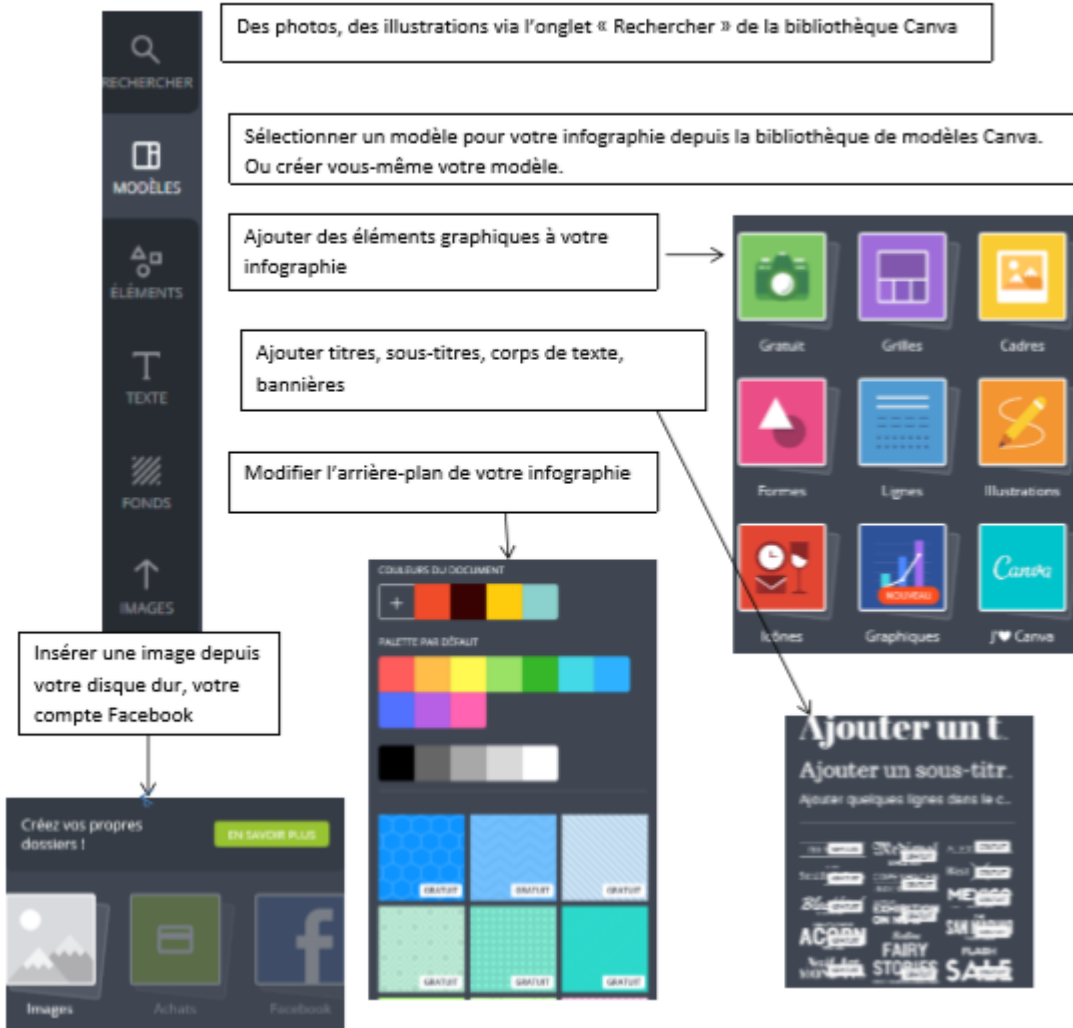 Des photos, des illustrations via l'onglet « Rechercher » de la bibliothèque Canva
RECHERCHER
Sélectionner un modèle pour votre infographie depuis la bibliothèque de modèles Canva.
Ou créer vous-même votre modèle.
MODÈLES
Ajouter des éléments graphiques à votre
infographie
ÉLÉMENTS
Gratuit
Grilles
Cadres
Ajouter titres, sous-titres, corps de texte,
bannières
TEXTE
Formes
Lignes
Illustrations
Modifier l'arrière-plan de votre infographie
FONDS
Canva
NOUVEAU
Icônes
Graphiques
J'♥ Canva
IMAGES
Insérer une image depuis
votre disque dur, votre
compte Facebook
COULEURS DU DOCUMENT
+
PALETTE PAR DÉFAUT
GRATUIT
GRATUIT
GRATUIT
GRATUIT
GRATUIT
GRATUIT
Ajouter un t..
Ajouter un sous-titr..
Ajouter quelques lignes dans le c...
MEXICO
ACORN
FAIRY
STORIES
FLASH
SALE
Créez vos propres
dossiers !
EN SAVOIR PLUS
Images
Achats
Facebook